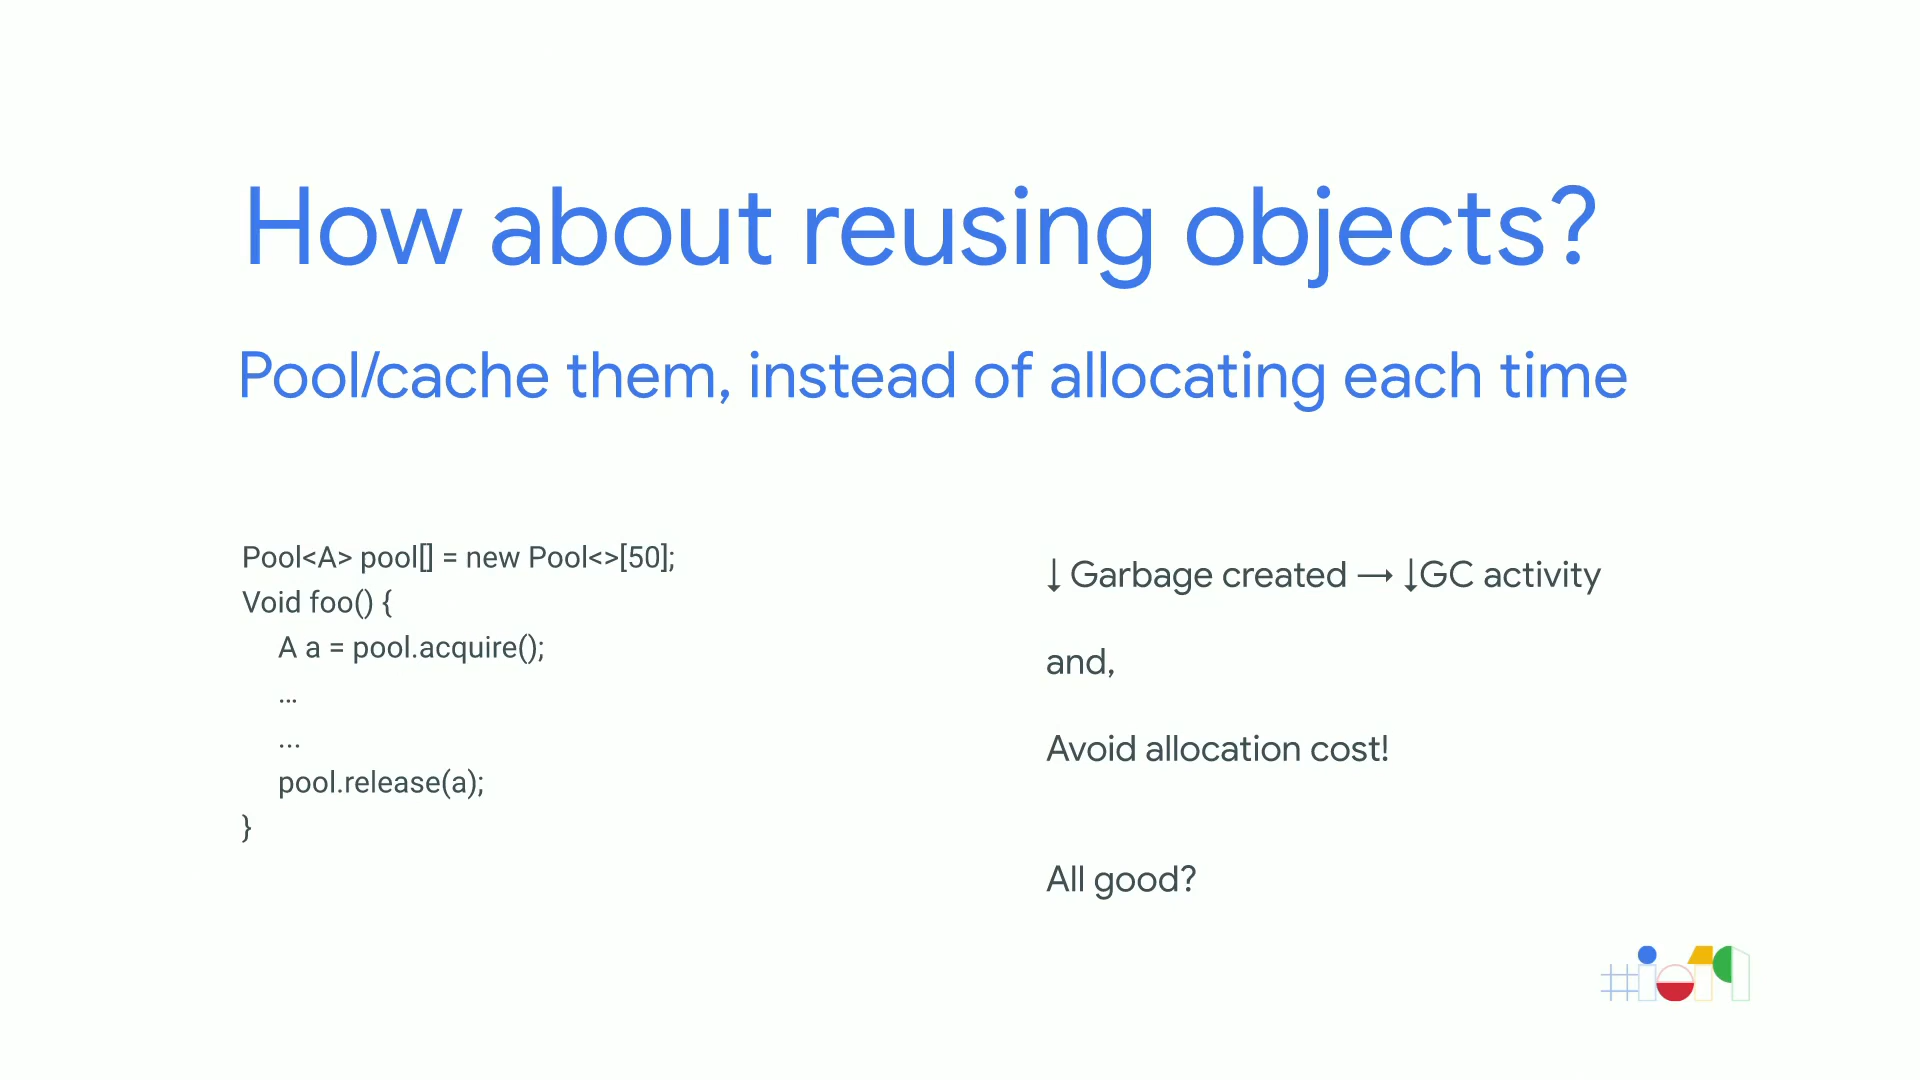 How about reusing objects?
Pool/cache them, instead of allocating each time
Pool<A> pool[] = new Pool<>[50];
Void foo() {
A a = pool.acquire();
...
...
pool.release(a);
}
↓ Garbage created → ↓GC activity
and,
Avoid allocation cost!
All good?
#io19